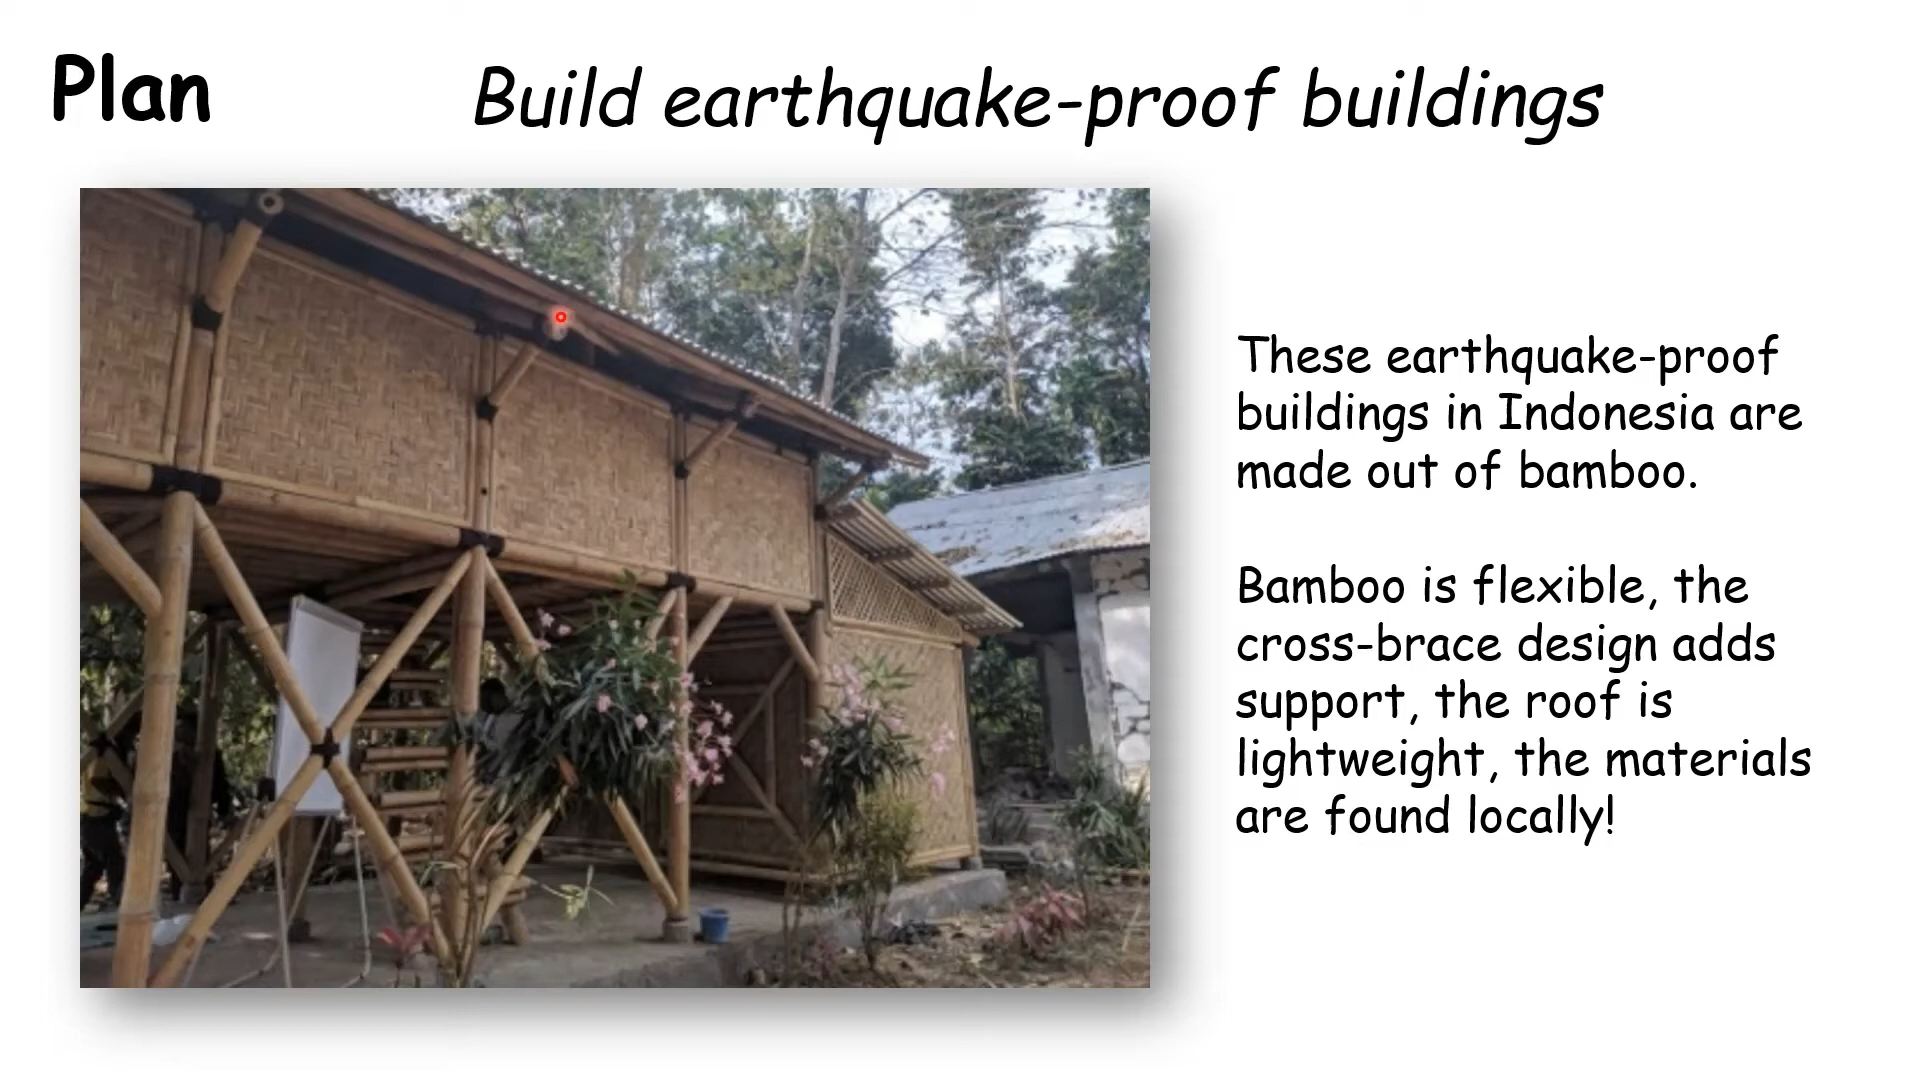 Plan
Build earthquake-proof buildings
These earthquake-proof
buildings in Indonesia are
made out of bamboo.
Bamboo is flexible, the
cross-brace design adds
support, the roof is
lightweight, the materials
are found locally!